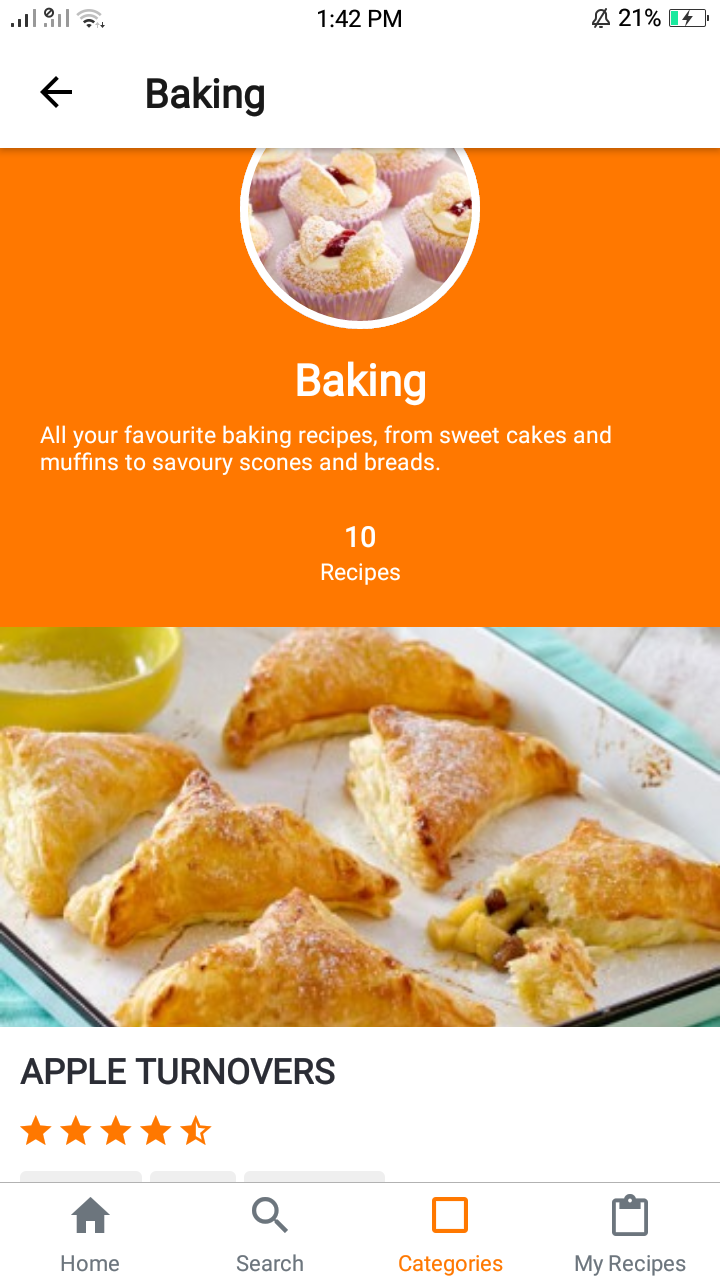 1:42 PM
21%
Baking
Baking
All your favourite baking recipes, from sweet cakes and
muffins to savoury scones and breads.
10
Recipes
APPLE TURNOVERS
Home
Search
Categories
My Recipes